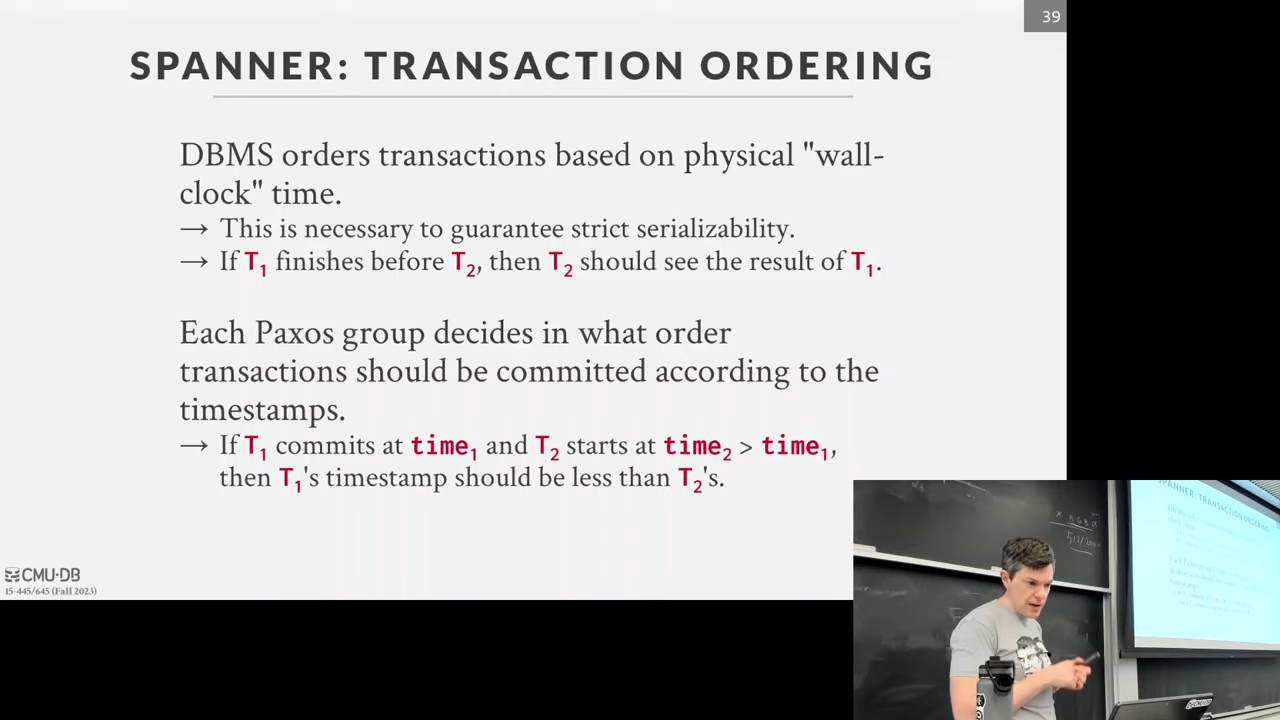 39
SPANNER: TRANSACTION ORDERING
DBMS orders transactions based on physical "wall-
clock" time.
→ This is necessary to guarantee strict serializability.
→ If T1 finishes before T2, then T2 should see the result of T1.
Each Paxos group decides in what order
transactions should be committed according to the
timestamps.
→ If T1 commits at time1 and T2 starts at time2 > time1,
then T1's timestamp should be less than T2's.
CMU·DB
15-445/645 (Fall 2023)
SPANNER: TRANSACTION ORDERING